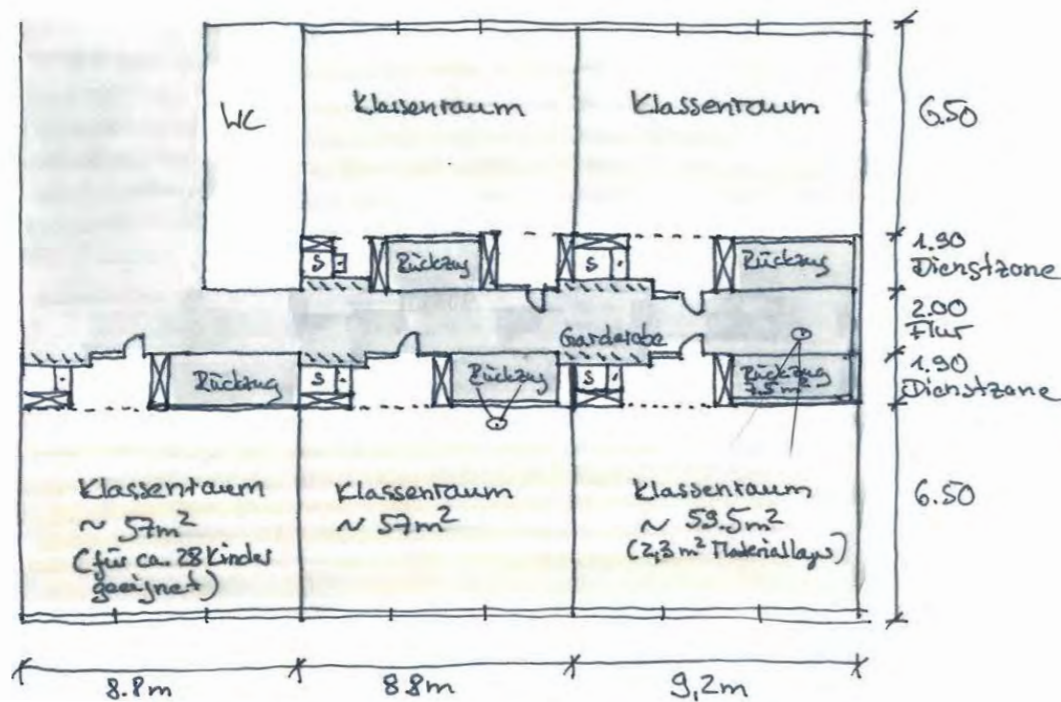 WC
Klassenraum
Klassenraum
6.50
S
Rückzug
S
Rückzug
1.90
Dienstzone
2.00
Flur
Garderobe
1.90
Dienstzone
Rückzug
S
Rückzug
S
Rückzug
7.5 m²
Klassenraum
~ 57m²
(für ca. 28 Kinder
geeignet)
Klassenraum
~ 57m²
Klassenraum
~ 59.5m²
(2,3 m² Materiallager)
6.50
8.8m
8.8m
9,2m